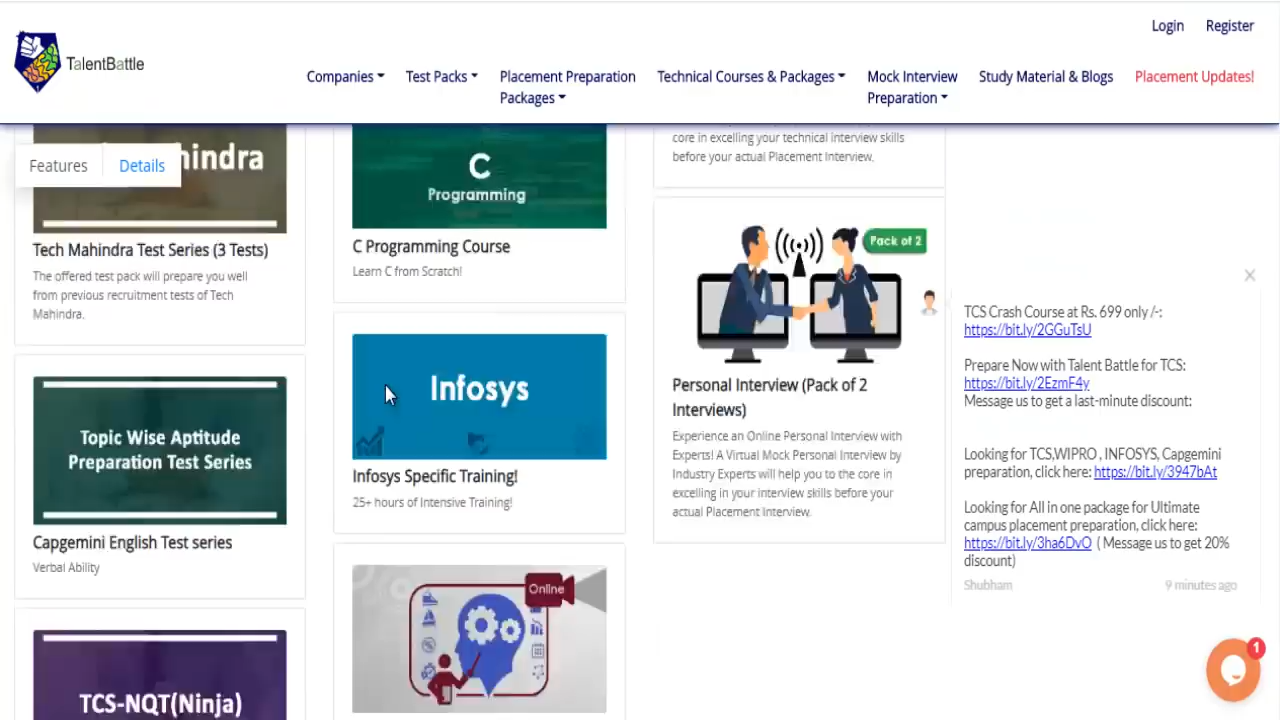 Login Register
TalentBattle
Companies Test Packs Placement Preparation Packages Technical Courses & Packages Mock Interview Preparation Study Material & Blogs Placement Updates!
Features Details
hindra
Tech Mahindra Test Series (3 Tests)
The offered test pack will prepare you well
from previous recruitment tests of Tech
Mahindra.
Topic Wise Aptitude
Preparation Test Series
Capgemini English Test series
Verbal Ability
TCS-NQT(Ninja)
C
Programming
C Programming Course
Learn C from Scratch!
Infosys
Infosys Specific Training!
25+ hours of Intensive Training!
Online
core in excelling your technical interview skills
before your actual Placement Interview.
Pack of 2
Personal Interview (Pack of 2
Interviews)
Experience an Online Personal Interview with
Experts! A Virtual Mock Personal Interview by
Industry Experts will help you to the core in
excelling in your interview skills before your
actual Placement Interview.
TCS Crash Course at Rs. 699 only /-:
https://bit.ly/2GGuTsU
Prepare Now with Talent Battle for TCS:
https://bit.ly/2EzmF4y
Message us to get a last-minute discount:
Looking for TCS,WIPRO , INFOSYS, Capgemini
preparation, click here: https://bit.ly/3947bAt
Looking for All in one package for Ultimate
campus placement preparation, click here:
https://bit.ly/3ha6DvO ( Message us to get 20%
discount)
Shubham 9 minutes ago
1